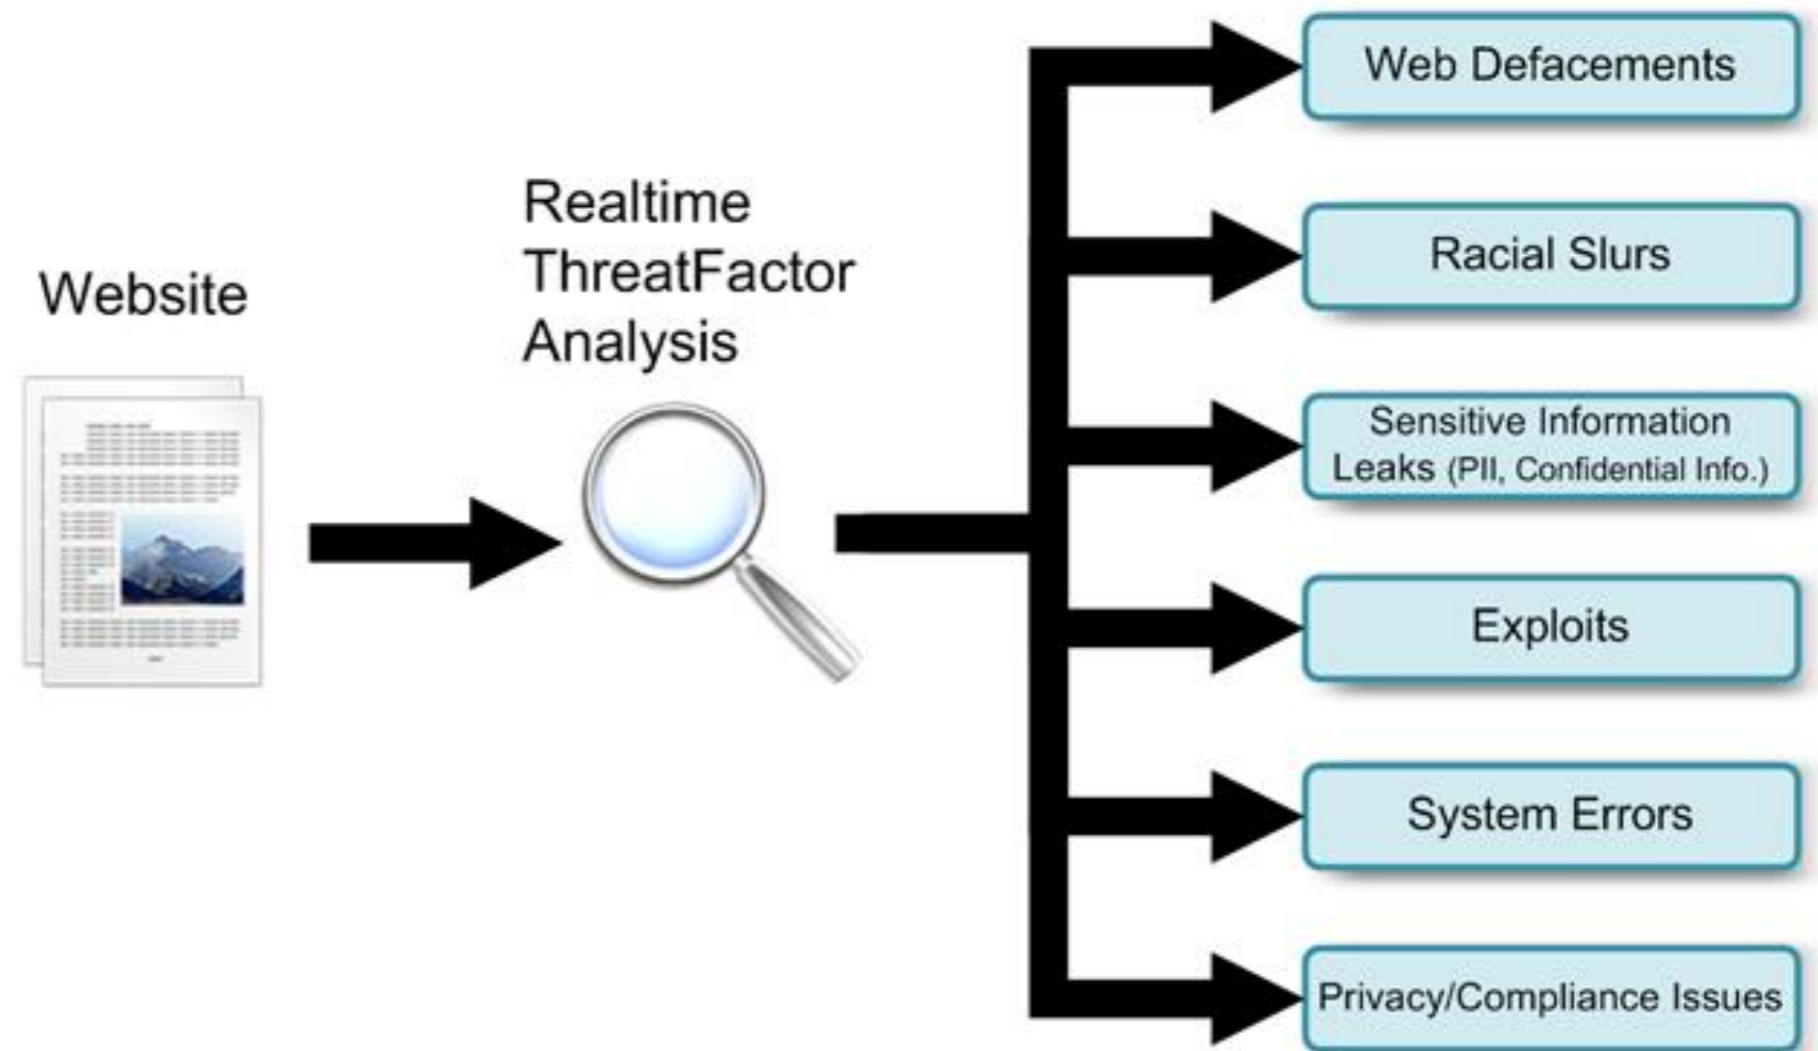 Website
Realtime
ThreatFactor
Analysis
Web Defacements
Racial Slurs
Sensitive Information
Leaks (PII, Confidential Info.)
Exploits
System Errors
Privacy/Compliance Issues